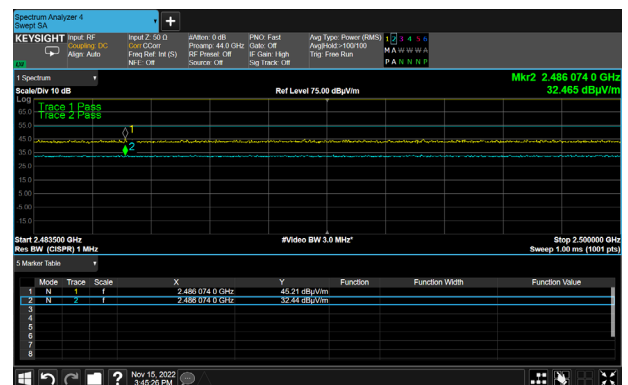 Spectrum Analyzer 4
Swept SA
+
KEYSIGHT
Input: RF
Coupling: DC
Align: Auto
Input Z: 50 Ω
Corr CCorr
Freq Ref: Int (S)
NFE: Off
#Atten: 0 dB
Preamp: 44.0 GHz
RF Presel: Off
Source: Off
PNO: Fast
Gate: Off
IF Gain: High
Sig Track: Off
Avg Type: Power (RMS)
Avg|Hold:>100/100
Trig: Free Run
1 2 3 4 5 6
M A W W W A
P A N N N P
1 Spectrum
Scale/Div 10 dB
Ref Level 75.00 dBµV/m
Mkr2 2.486 074 0 GHz
32.465 dBµV/m
Log
Trace 1 Pass
Trace 2 Pass
65.0
55.0
45.0
35.0
25.0
15.0
5.00
-5.00
-15.0
1
2
Start 2.483500 GHz
Res BW (CISPR) 1 MHz
#Video BW 3.0 MHz*
Stop 2.500000 GHz
Sweep 1.00 ms (1001 pts)
5 Marker Table
Mode Trace Scale X Y Function Function Width Function Value
1 N 1 f 2.486 074 0 GHz 45.21 dBµV/m
2 N 2 f 2.486 074 0 GHz 32.44 dBµV/m
3
4
5
6
7
8
?
Nov 15, 2022
3:45:26 PM